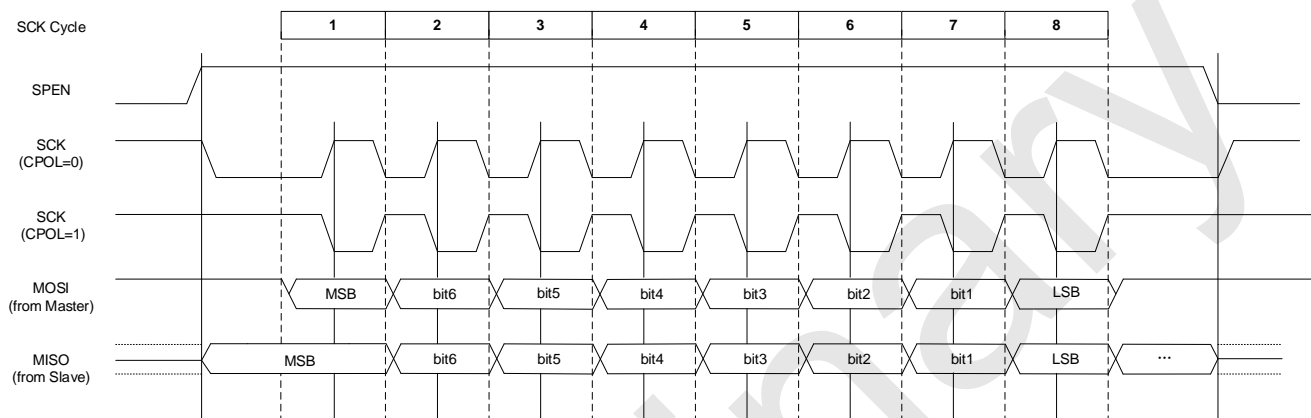 SCK Cycle 1 2 3 4 5 6 7 8
SPEN
SCK
(CPOL=0)
SCK
(CPOL=1)
MOSI
(from Master)
MSB bit6 bit5 bit4 bit3 bit2 bit1 LSB
MISO
(from Slave)
MSB bit6 bit5 bit4 bit3 bit2 bit1 LSB ...